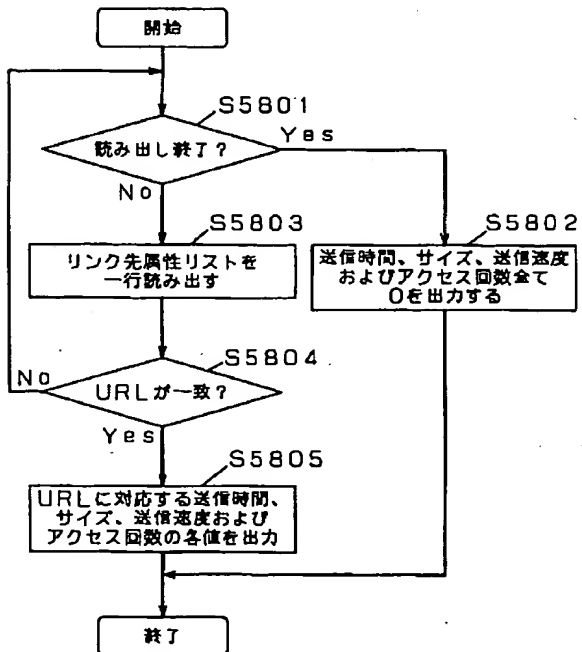 開始
S5801
読み出し終了?
Yes
No
S5803
リンク先属性リストを
一行読み出す
S5802
送信時間、サイズ、送信速度
およびアクセス回数全て
0を出力する
S5804
URLが一致?
No
Yes
S5805
URLに対応する送信時間、
サイズ、送信速度および
アクセス回数の各値を出力
終了